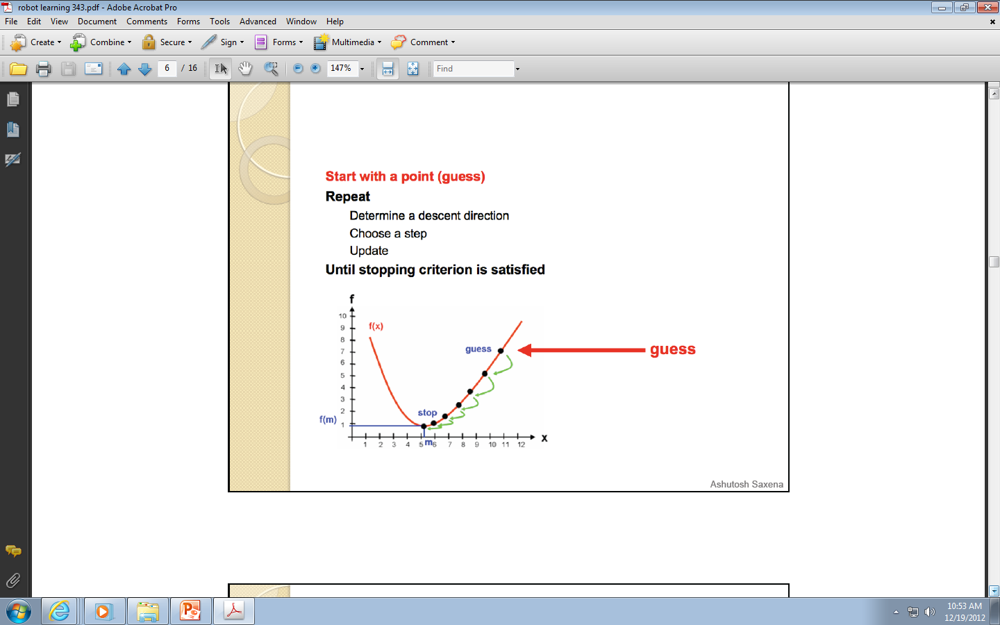 robot learning 343.pdf - Adobe Acrobat Pro
File Edit View Document Comments Forms Tools Advanced Window Help
Create Combine Secure Sign Forms Multimedia Comment
6 / 16 147% Find
Start with a point (guess)
Repeat
Determine a descent direction
Choose a step
Update
Until stopping criterion is satisfied
f
10
9
8
7
6
5
4
3
2
1
f(x)
guess
guess
stop
f(m)
m
1 2 3 4 5 6 7 8 9 10 11 12
x
Ashutosh Saxena
10:53 AM
12/19/2012